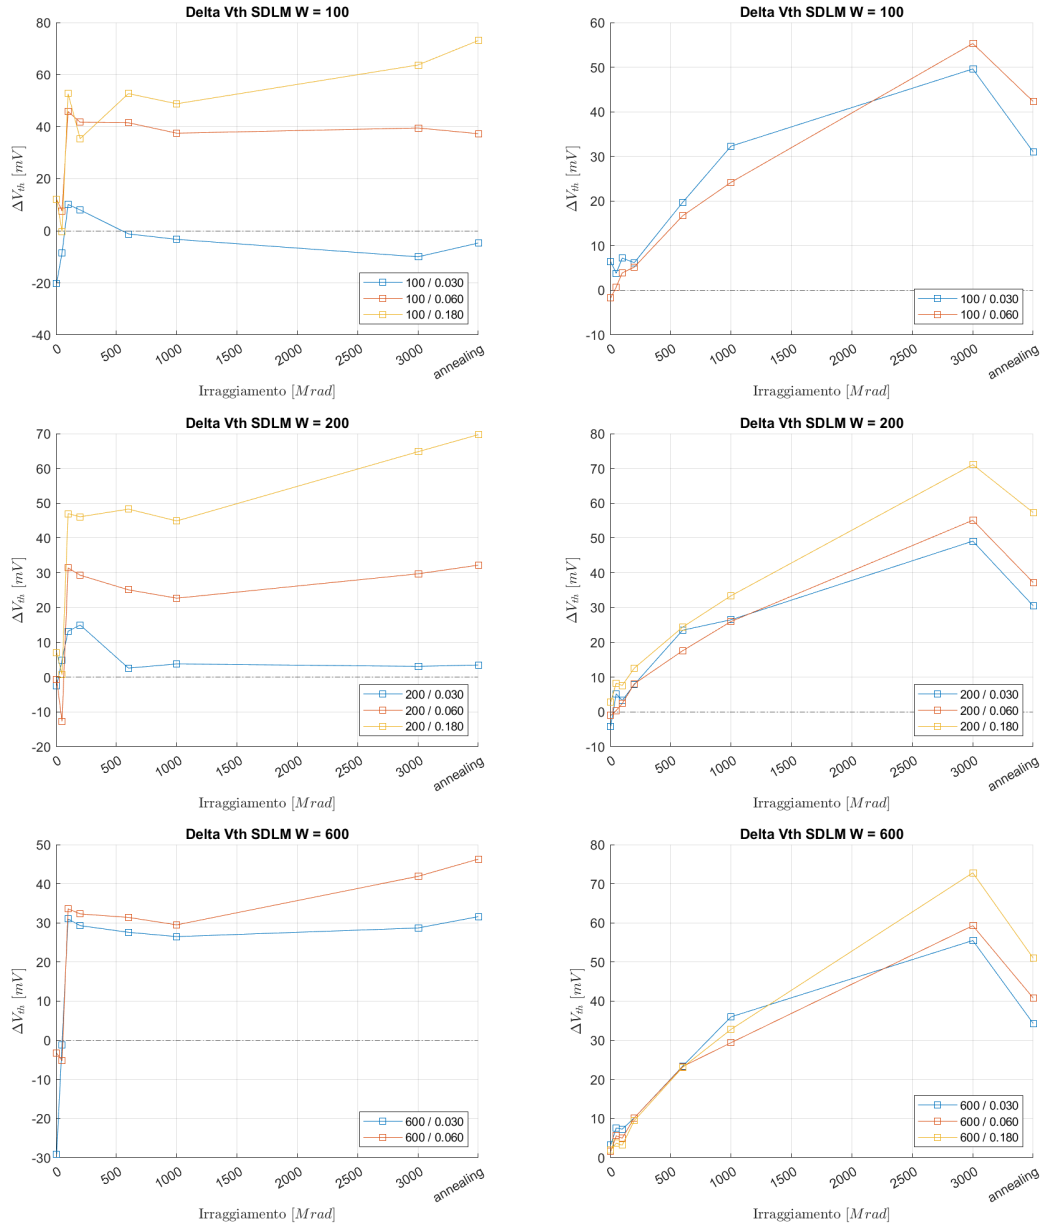 Delta Vth SDLM W = 100
80
60
40
20
0
-20
-40
ΔV_th [mV]
100 / 0.030
100 / 0.060
100 / 0.180
0
500
1000
1500
2000
2500
3000
annealing
Irraggiamento [Mrad]
Delta Vth SDLM W = 100
60
50
40
30
20
10
0
-10
ΔV_th [mV]
100 / 0.030
100 / 0.060
0
500
1000
1500
2000
2500
3000
annealing
Irraggiamento [Mrad]
Delta Vth SDLM W = 200
70
60
50
40
30
20
10
0
-10
-20
ΔV_th [mV]
200 / 0.030
200 / 0.060
200 / 0.180
0
500
1000
1500
2000
2500
3000
annealing
Irraggiamento [Mrad]
Delta Vth SDLM W = 200
80
70
60
50
40
30
20
10
0
-10
ΔV_th [mV]
200 / 0.030
200 / 0.060
200 / 0.180
0
500
1000
1500
2000
2500
3000
annealing
Irraggiamento [Mrad]
Delta Vth SDLM W = 600
50
40
30
20
10
0
-10
-20
-30
ΔV_th [mV]
600 / 0.030
600 / 0.060
0
500
1000
1500
2000
2500
3000
annealing
Irraggiamento [Mrad]
Delta Vth SDLM W = 600
80
70
60
50
40
30
20
10
0
ΔV_th [mV]
600 / 0.030
600 / 0.060
600 / 0.180
0
500
1000
1500
2000
2500
3000
annealing
Irraggiamento [Mrad]